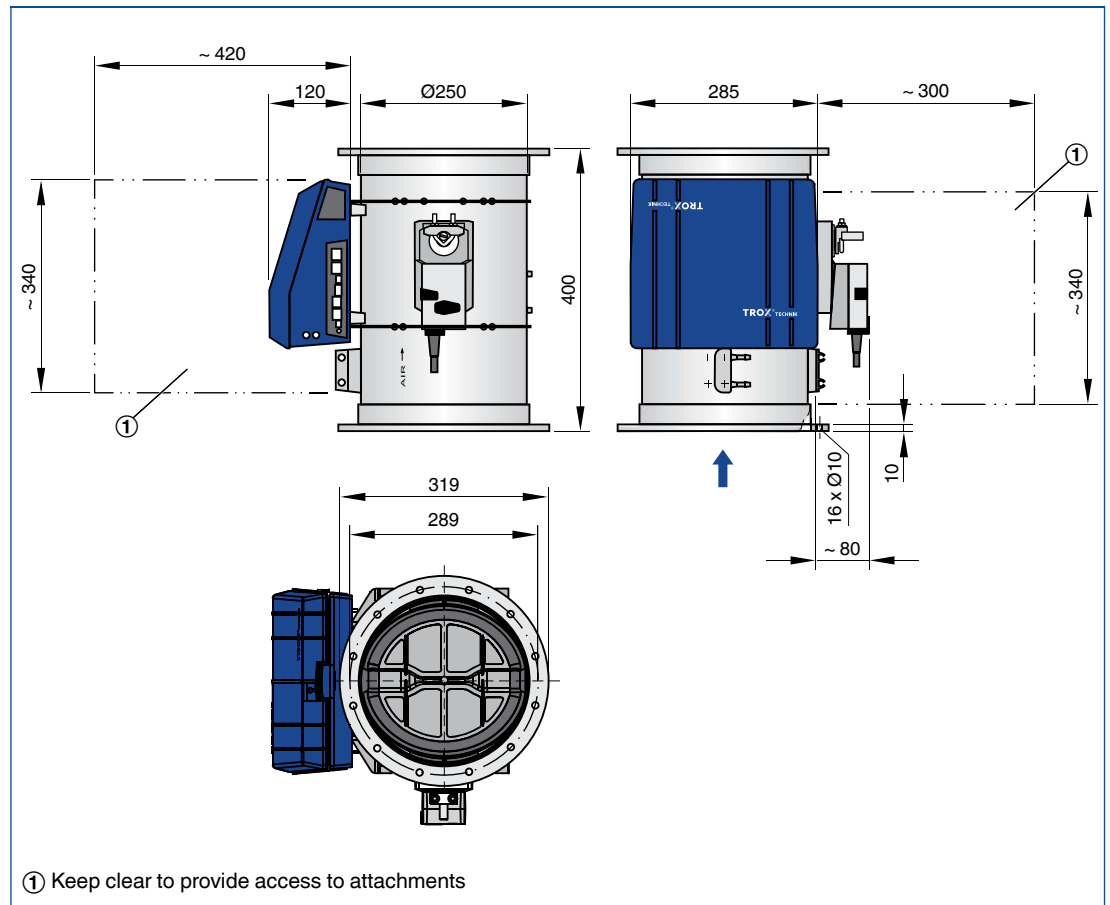 ~ 420
120
Ø250
285
~ 300
①
~ 340
400
~ 340
TROX® TECHNIK
TROX® TECHNIK
AIR →
- -
+ +
①
10
16 x Ø10
~ 80
319
289
① Keep clear to provide access to attachments